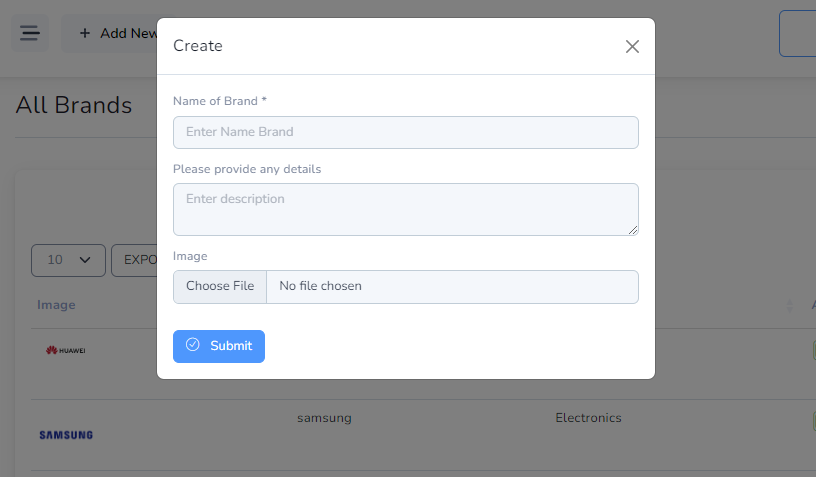 + Add New
Create
All Brands
Name of Brand *
Enter Name Brand
Please provide any details
Enter description
Image
10
EXPO
Choose File No file chosen
Image
HUAWEI
Submit
samsung
Electronics
SAMSUNG